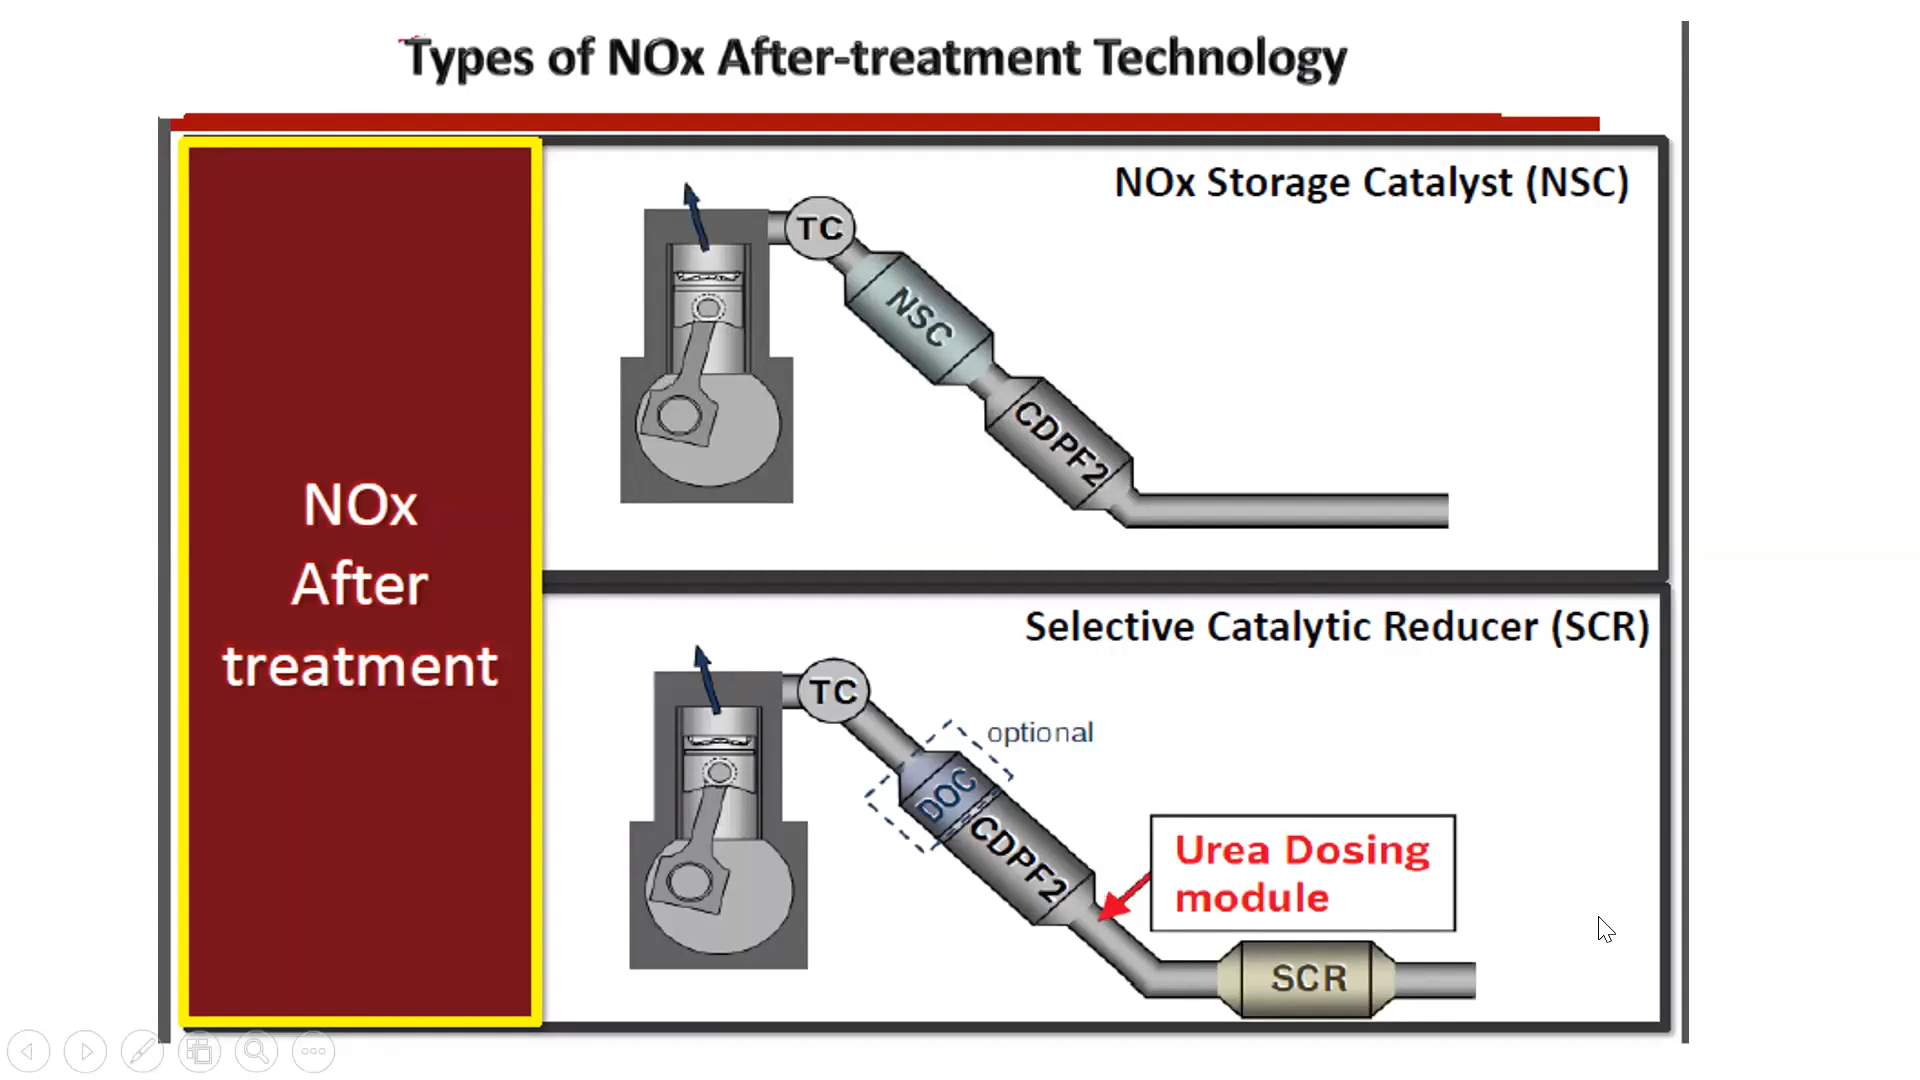 Types of NOx After-treatment Technology
NOx
After
treatment
NOx Storage Catalyst (NSC)
TC
NSC
CDPF2
Selective Catalytic Reducer (SCR)
TC
optional
DOC
CDPF2
Urea Dosing
module
SCR